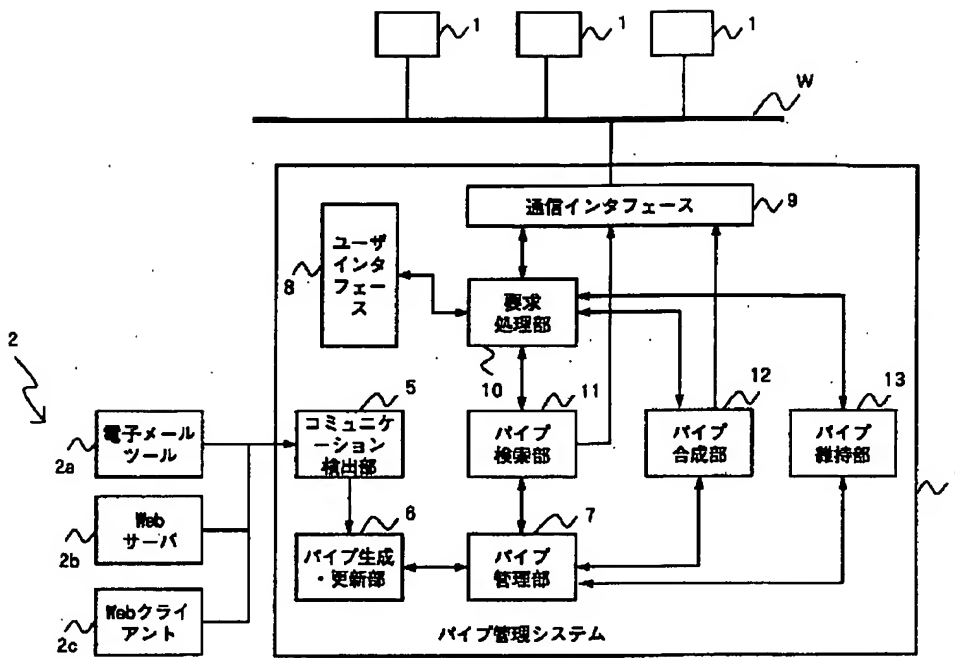 1
1
1
W
通信インタフェース
9
ユーザ
インタ
フェース
8
要求
処理部
10
2
5
コミュニケ
ーション
検出部
11
パイプ
検索部
12
パイプ
合成部
13
パイプ
維持部
電子メール
ツール
2a
6
パイプ生成
・更新部
7
パイプ
管理部
Web
サーバ
2b
Webクライ
アント
2c
パイプ管理システム